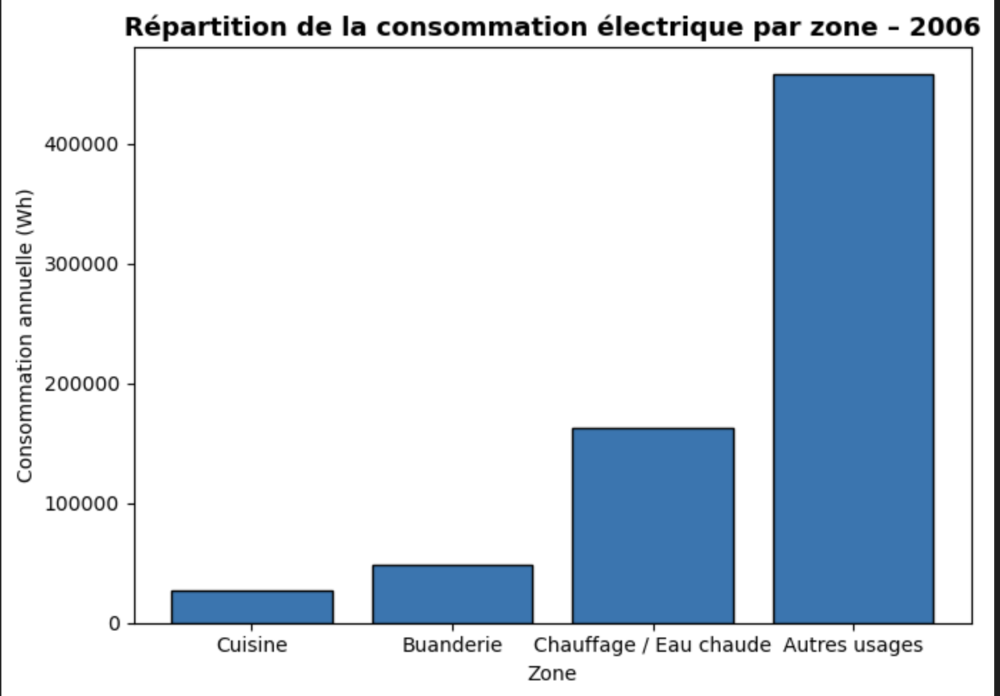 Répartition de la consommation électrique par zone – 2006
Consommation annuelle (Wh)
400000
300000
200000
100000
0
Cuisine
Buanderie
Chauffage / Eau chaude
Autres usages
Zone